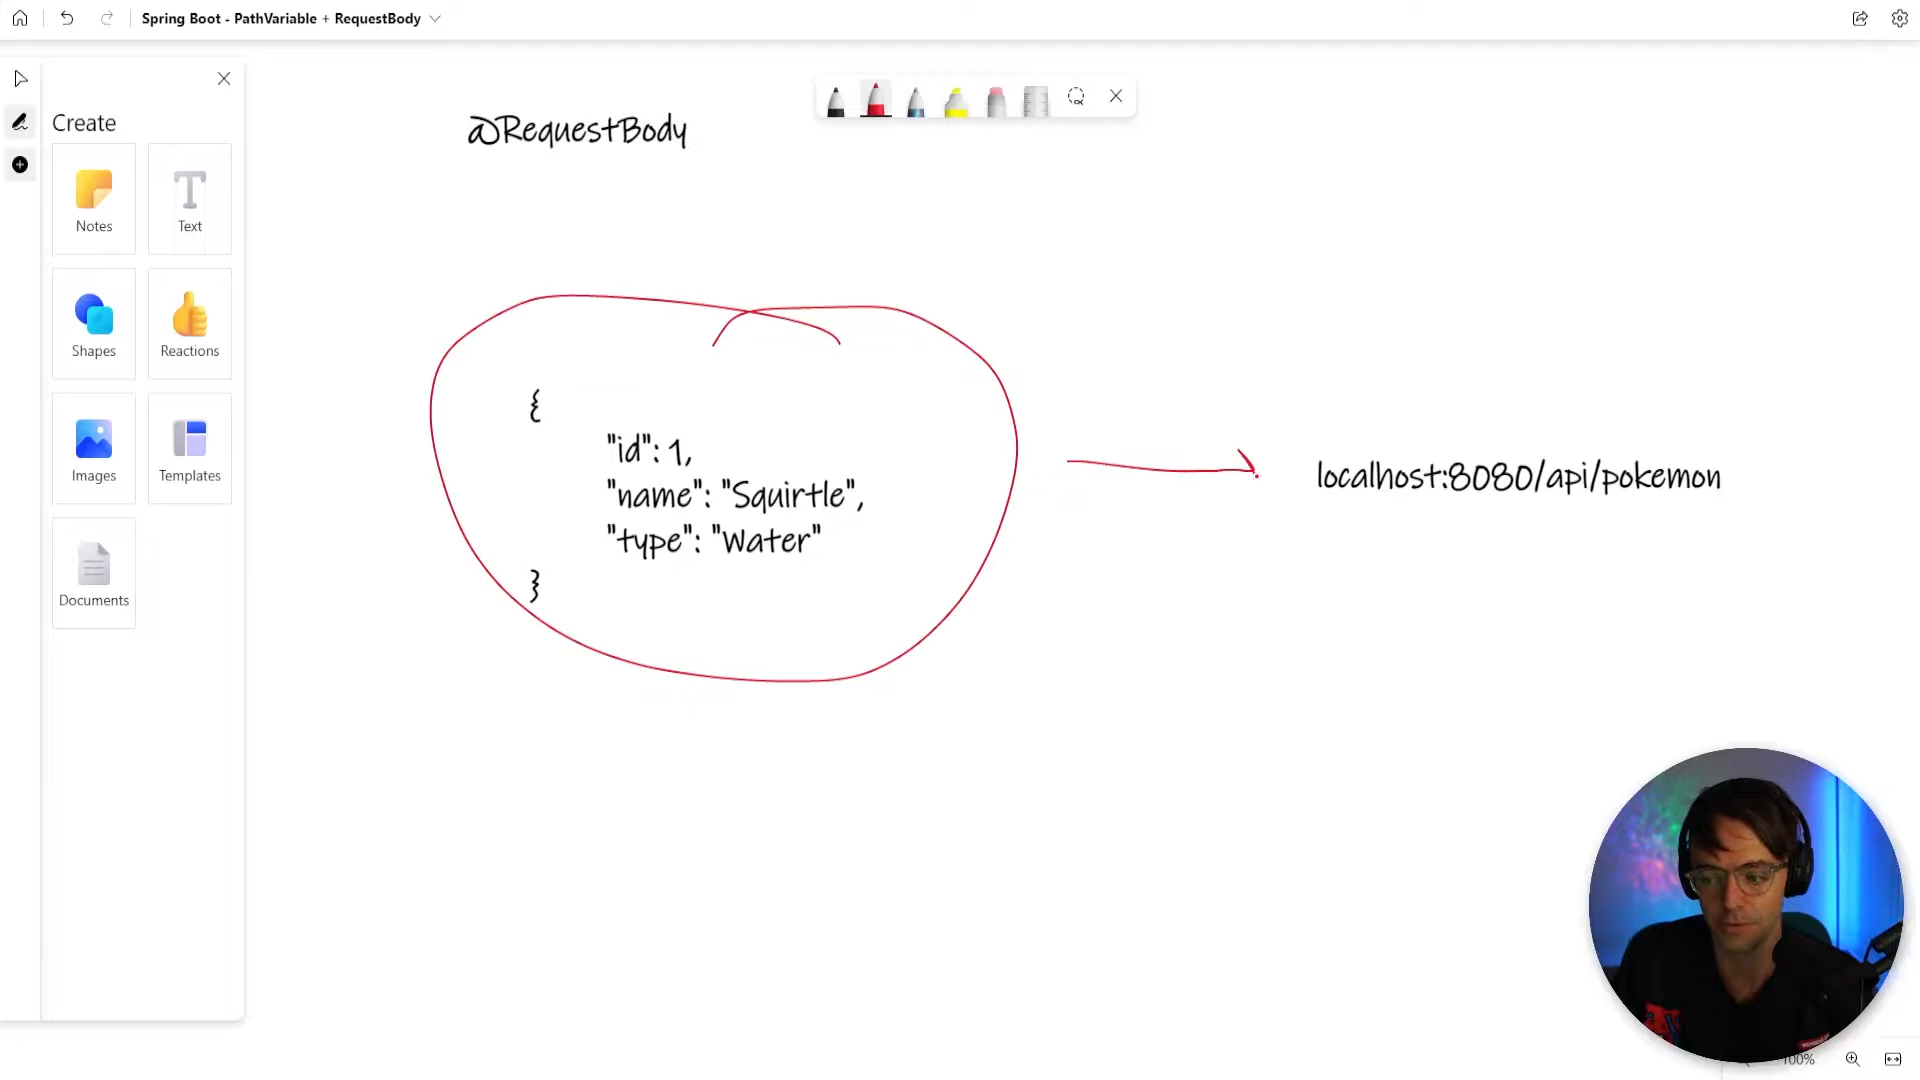 Spring Boot - PathVariable + RequestBody
Create
Notes
Text
Shapes
Reactions
Images
Templates
Documents
@RequestBody
{
"id": 1,
"name": "Squirtle",
"type": "Water"
}
localhost:8080/api/pokemon
100%